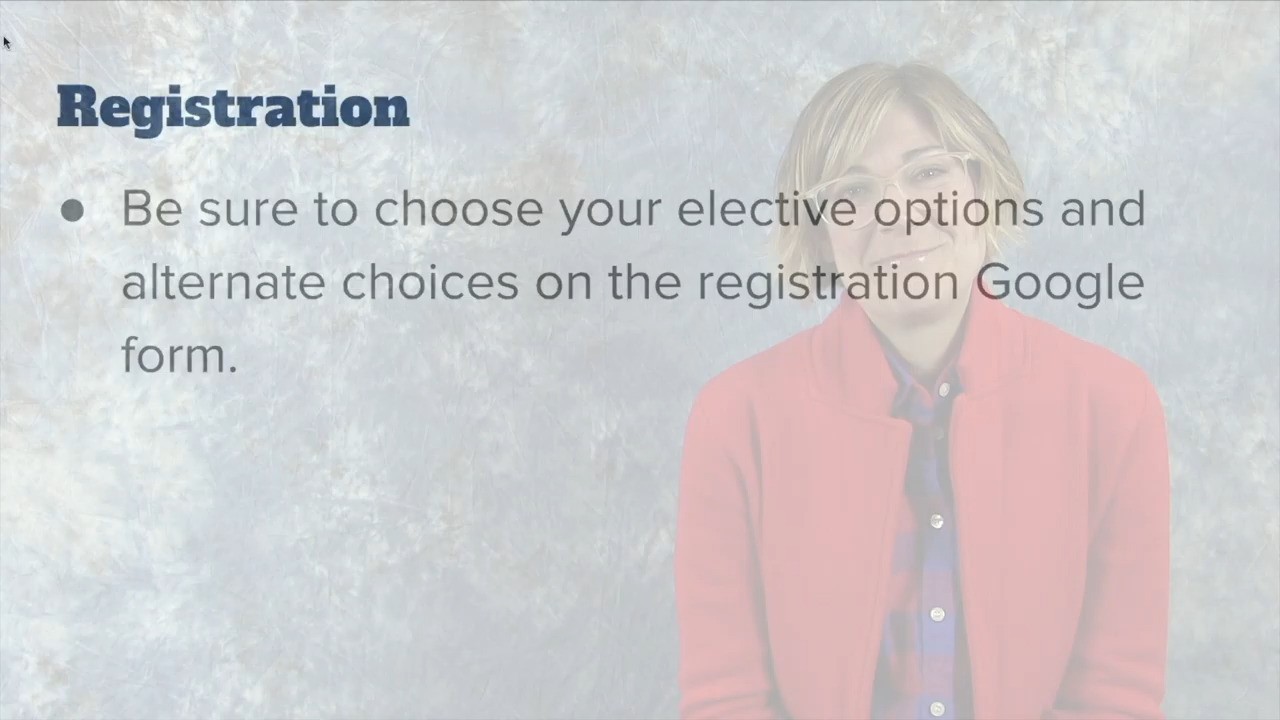 Registration
● Be sure to choose your elective options and
alternate choices on the registration Google
form.